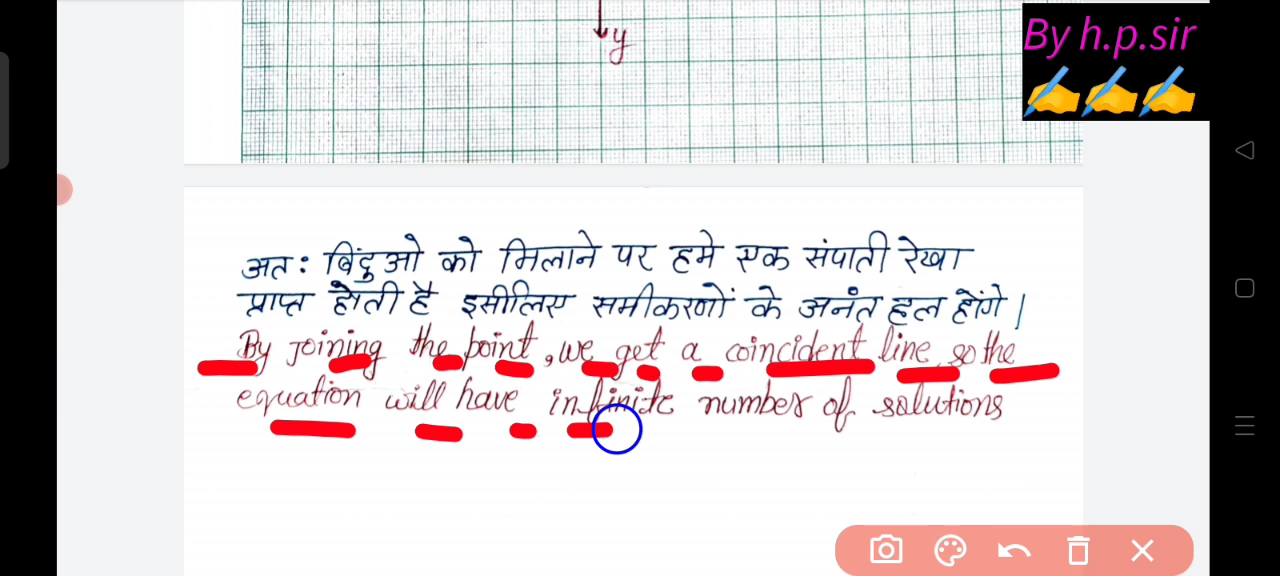 y
By h.p.sir
अत: बिंदुओ को मिलाने पर हमे एक संपाती रेखा
प्राप्त होती है इसीलिए समीकरणों के अनंत हल होंगे |
By joining the point, we get a coincident line so the
equation will have infinite number of solutions